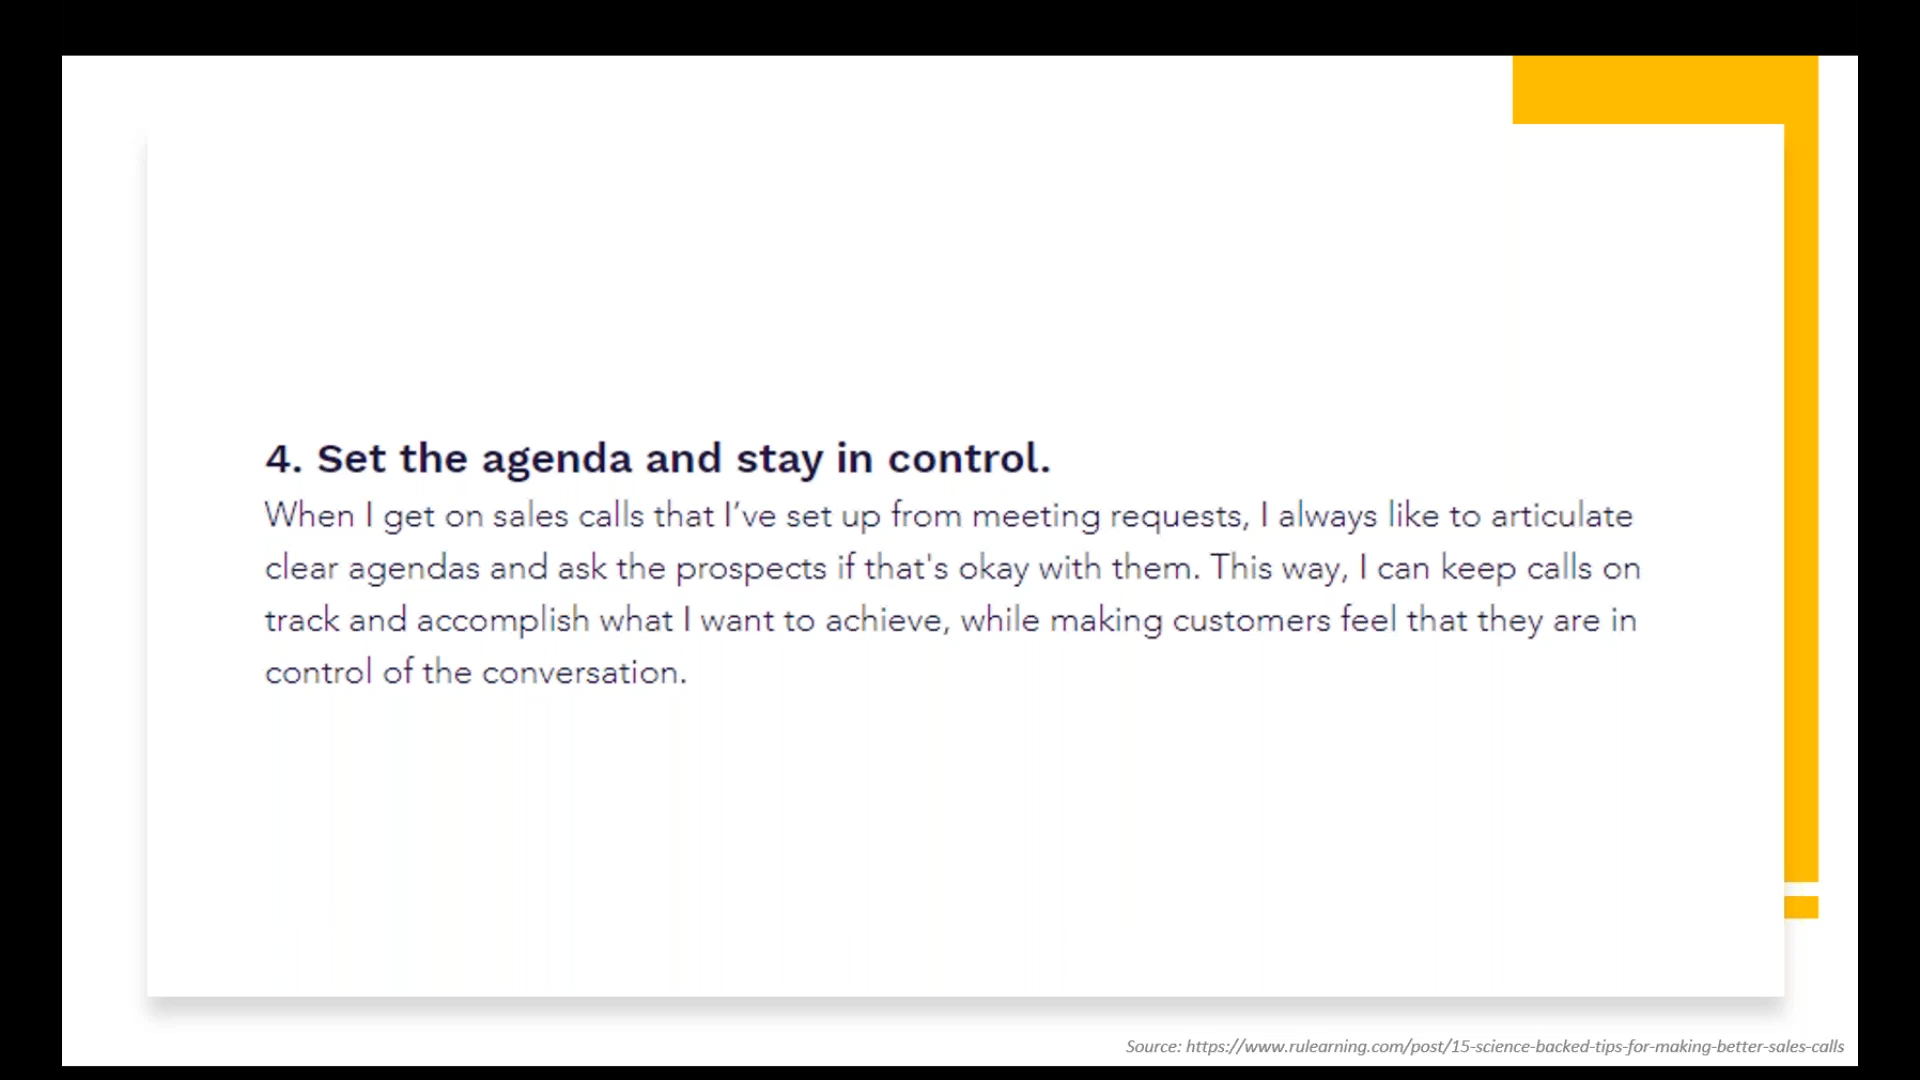 4. Set the agenda and stay in control.
When I get on sales calls that I’ve set up from meeting requests, I always like to articulate
clear agendas and ask the prospects if that's okay with them. This way, I can keep calls on
track and accomplish what I want to achieve, while making customers feel that they are in
control of the conversation.
Source: https://www.rulearning.com/post/15-science-backed-tips-for-making-better-sales-calls